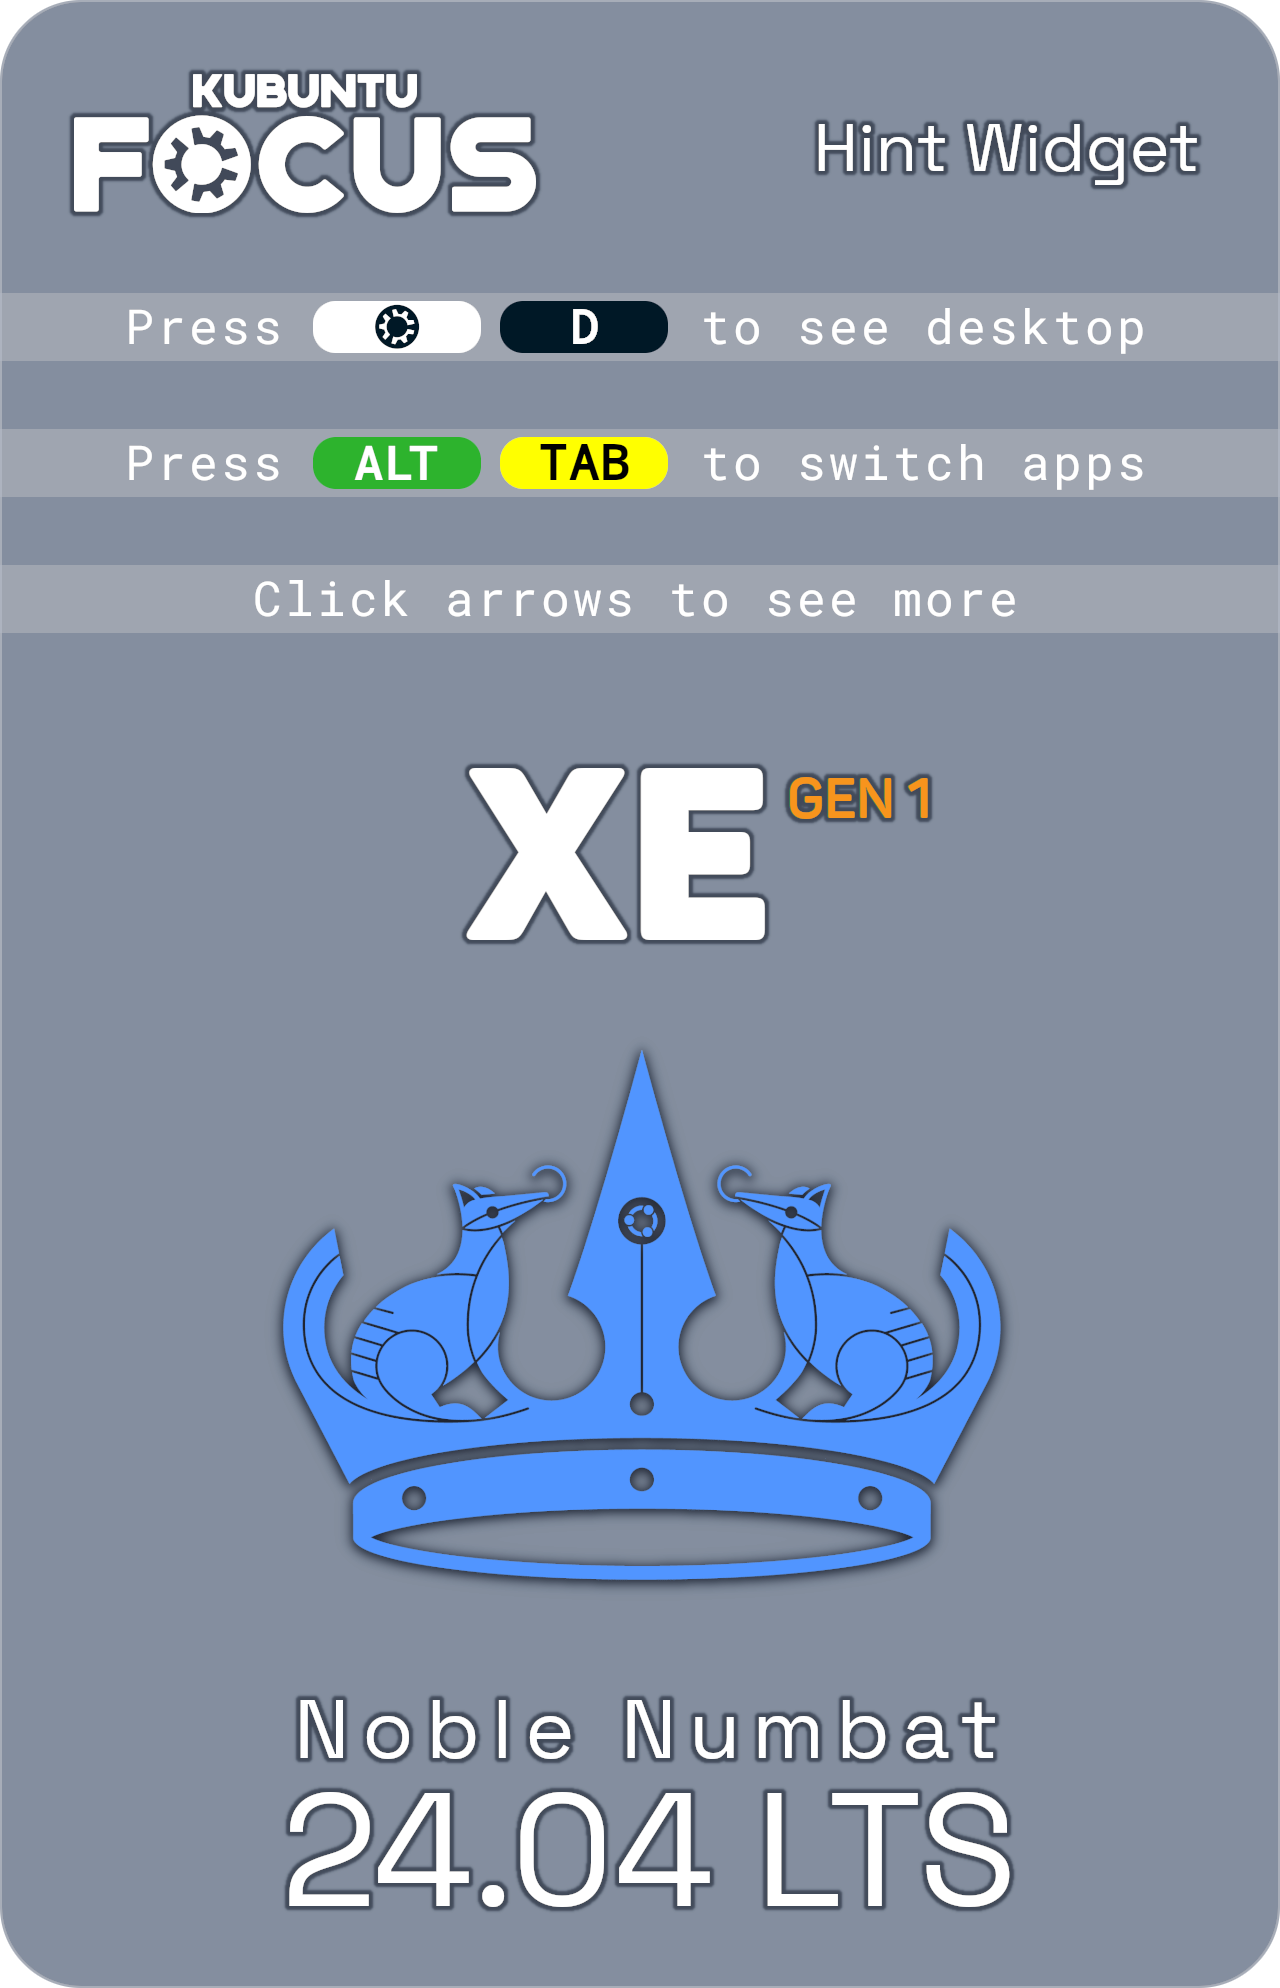 KUBUNTU
FOCUS
Hint Widget
Press D to see desktop
Press ALT TAB to switch apps
Click arrows to see more
XE GEN 1
Noble Numbat
24.04 LTS